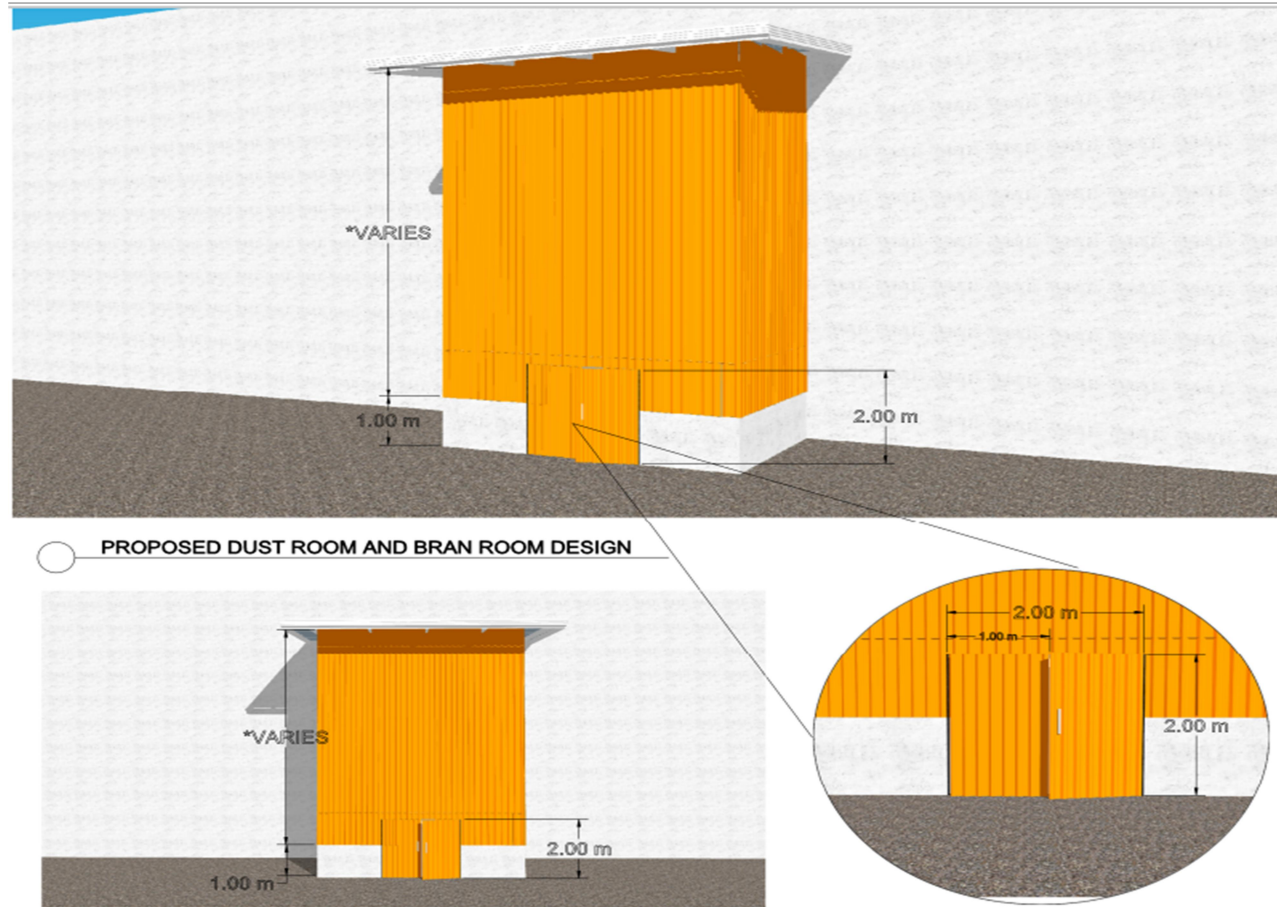 *VARIES
1.00 m
2.00 m
PROPOSED DUST ROOM AND BRAN ROOM DESIGN
2.00 m
1.00 m
2.00 m
*VARIES
2.00 m
1.00 m